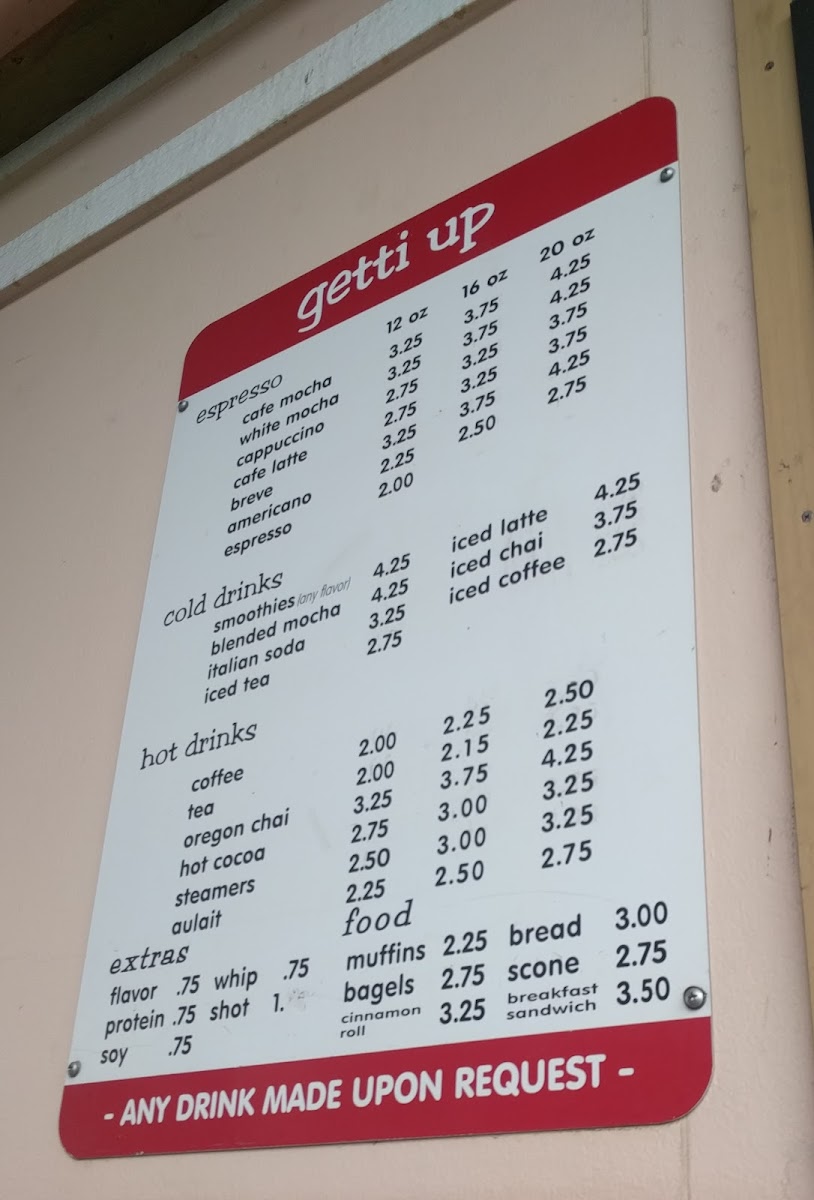 getti up
12 oz 16 oz 20 oz
espresso
cafe mocha 3.25 3.75 4.25
white mocha 3.25 3.75 4.25
cappuccino 2.75 3.25 3.75
cafe latte 2.75 3.25 3.75
breve 3.25 3.75 4.25
americano 2.25 2.50 2.75
espresso 2.00
cold drinks
smoothies (any flavor) 4.25 iced latte 4.25
blended mocha 4.25 iced chai 3.75
italian soda 3.25 iced coffee 2.75
iced tea 2.75
hot drinks
coffee 2.00 2.25 2.50
tea 2.00 2.15 2.25
oregon chai 3.25 3.75 4.25
hot cocoa 2.75 3.00 3.25
steamers 2.50 3.00 3.25
aulait 2.25 2.50 2.75
extras
flavor .75 whip .75
protein .75 shot 1.
soy .75
food
muffins 2.25 bread 3.00
bagels 2.75 scone 2.75
cinnamon roll 3.25 breakfast sandwich 3.50
- ANY DRINK MADE UPON REQUEST -